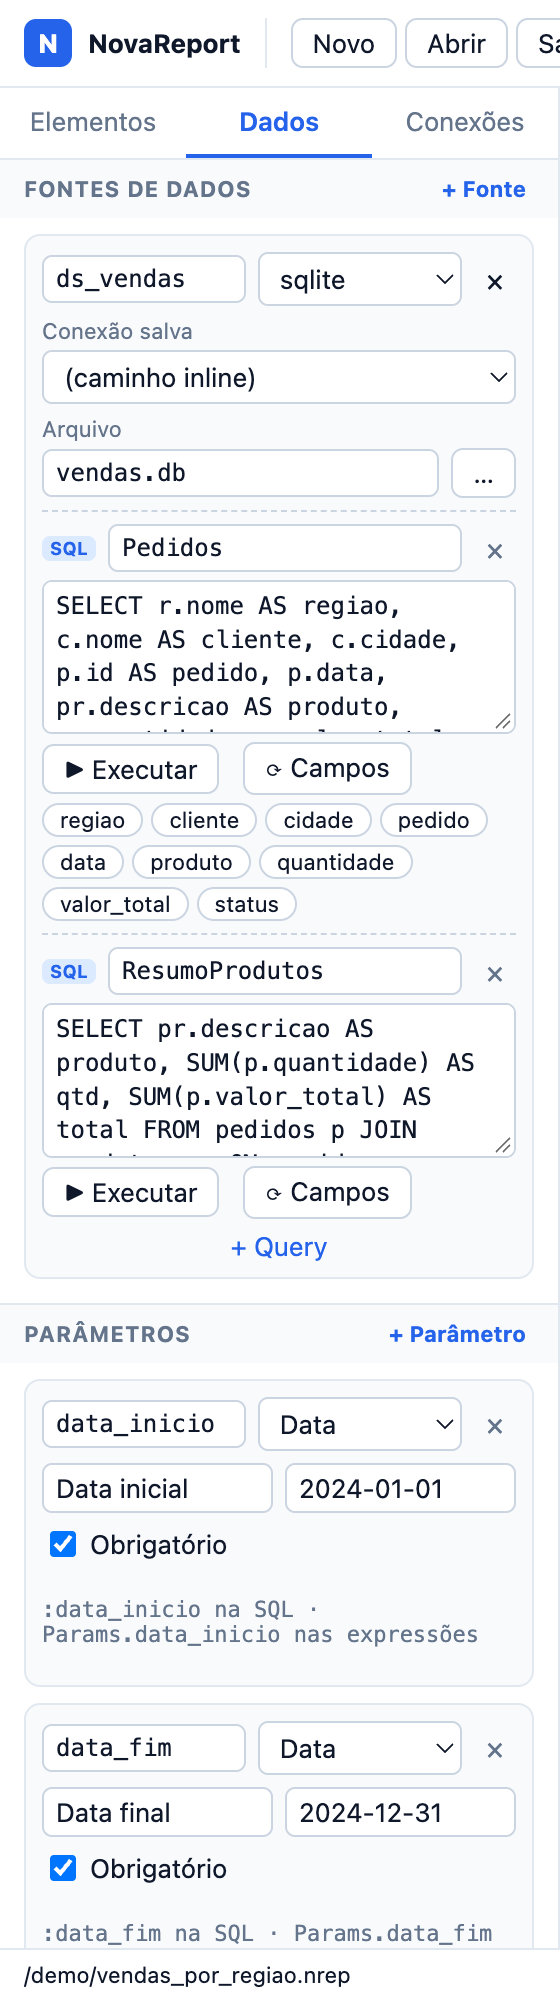 N NovaReport Novo Abrir
Elementos Dados Conexões
FONTES DE DADOS + Fonte
ds_vendas sqlite ×
Conexão salva
(caminho inline)
Arquivo
vendas.db ...
SQL Pedidos ×
SELECT r.nome AS regiao,
c.nome AS cliente, c.cidade,
p.id AS pedido, p.data,
pr.descricao AS produto,
▶ Executar ⟳ Campos
regiao cliente cidade pedido
data produto quantidade
valor_total status
SQL ResumoProdutos ×
SELECT pr.descricao AS
produto, SUM(p.quantidade) AS
qtd, SUM(p.valor_total) AS
total FROM pedidos p JOIN
▶ Executar ⟳ Campos
+ Query
PARÂMETROS + Parâmetro
data_inicio Data ×
Data inicial 2024-01-01
Obrigatório
:data_inicio na SQL ·
Params.data_inicio nas expressões
data_fim Data ×
Data final 2024-12-31
Obrigatório
:data_fim na SQL · Params.data_fim
/demo/vendas_por_regiao.nrep